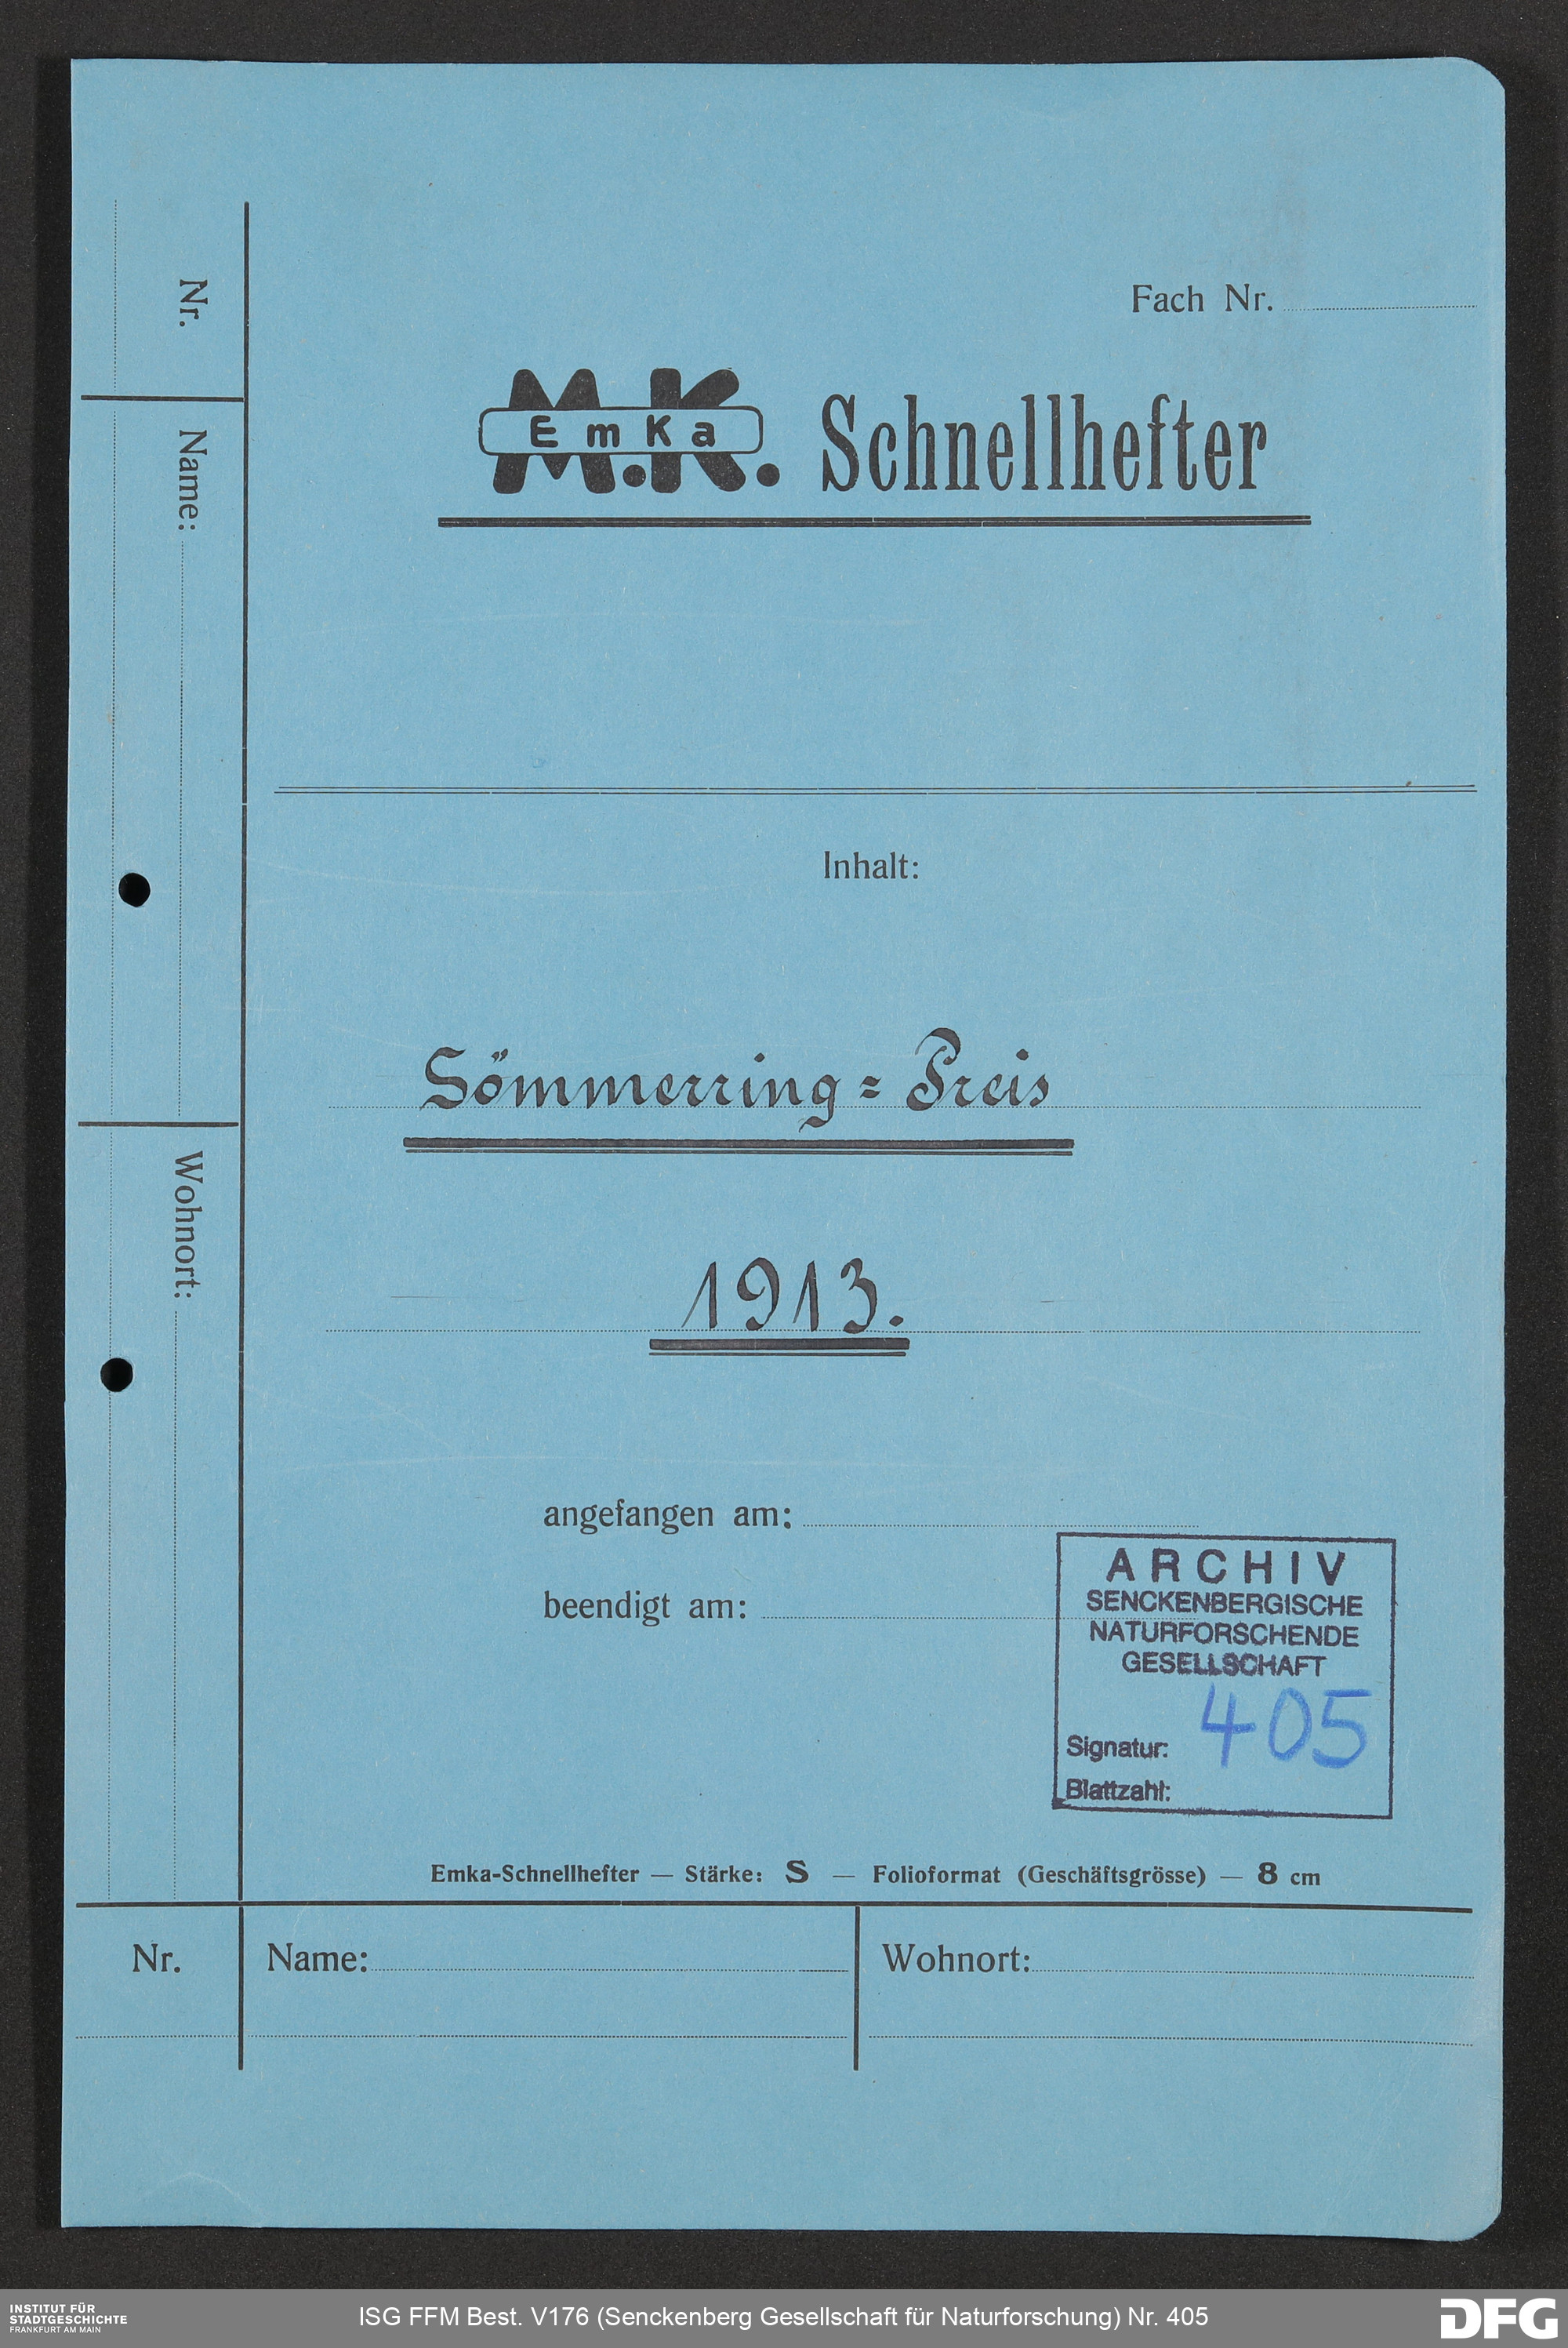 Nr.
Name:
Wohnort:
Fach Nr.
M.K.
EmKa
Schnellhefter
Inhalt:
Sömmerring = Preis
1913.
angefangen am:
beendigt am:
ARCHIV
SENCKENBERGISCHE
NATURFORSCHENDE
GESELLSCHAFT
Signatur: 405
Blattzahl:
Emka-Schnellhefter — Stärke: S — Folioformat (Geschäftsgrösse) — 8 cm
Nr. Name: Wohnort:
INSTITUT FÜR
STADTGESCHICHTE
FRANKFURT AM MAIN
ISG FFM Best. V176 (Senckenberg Gesellschaft für Naturforschung) Nr. 405
DFG